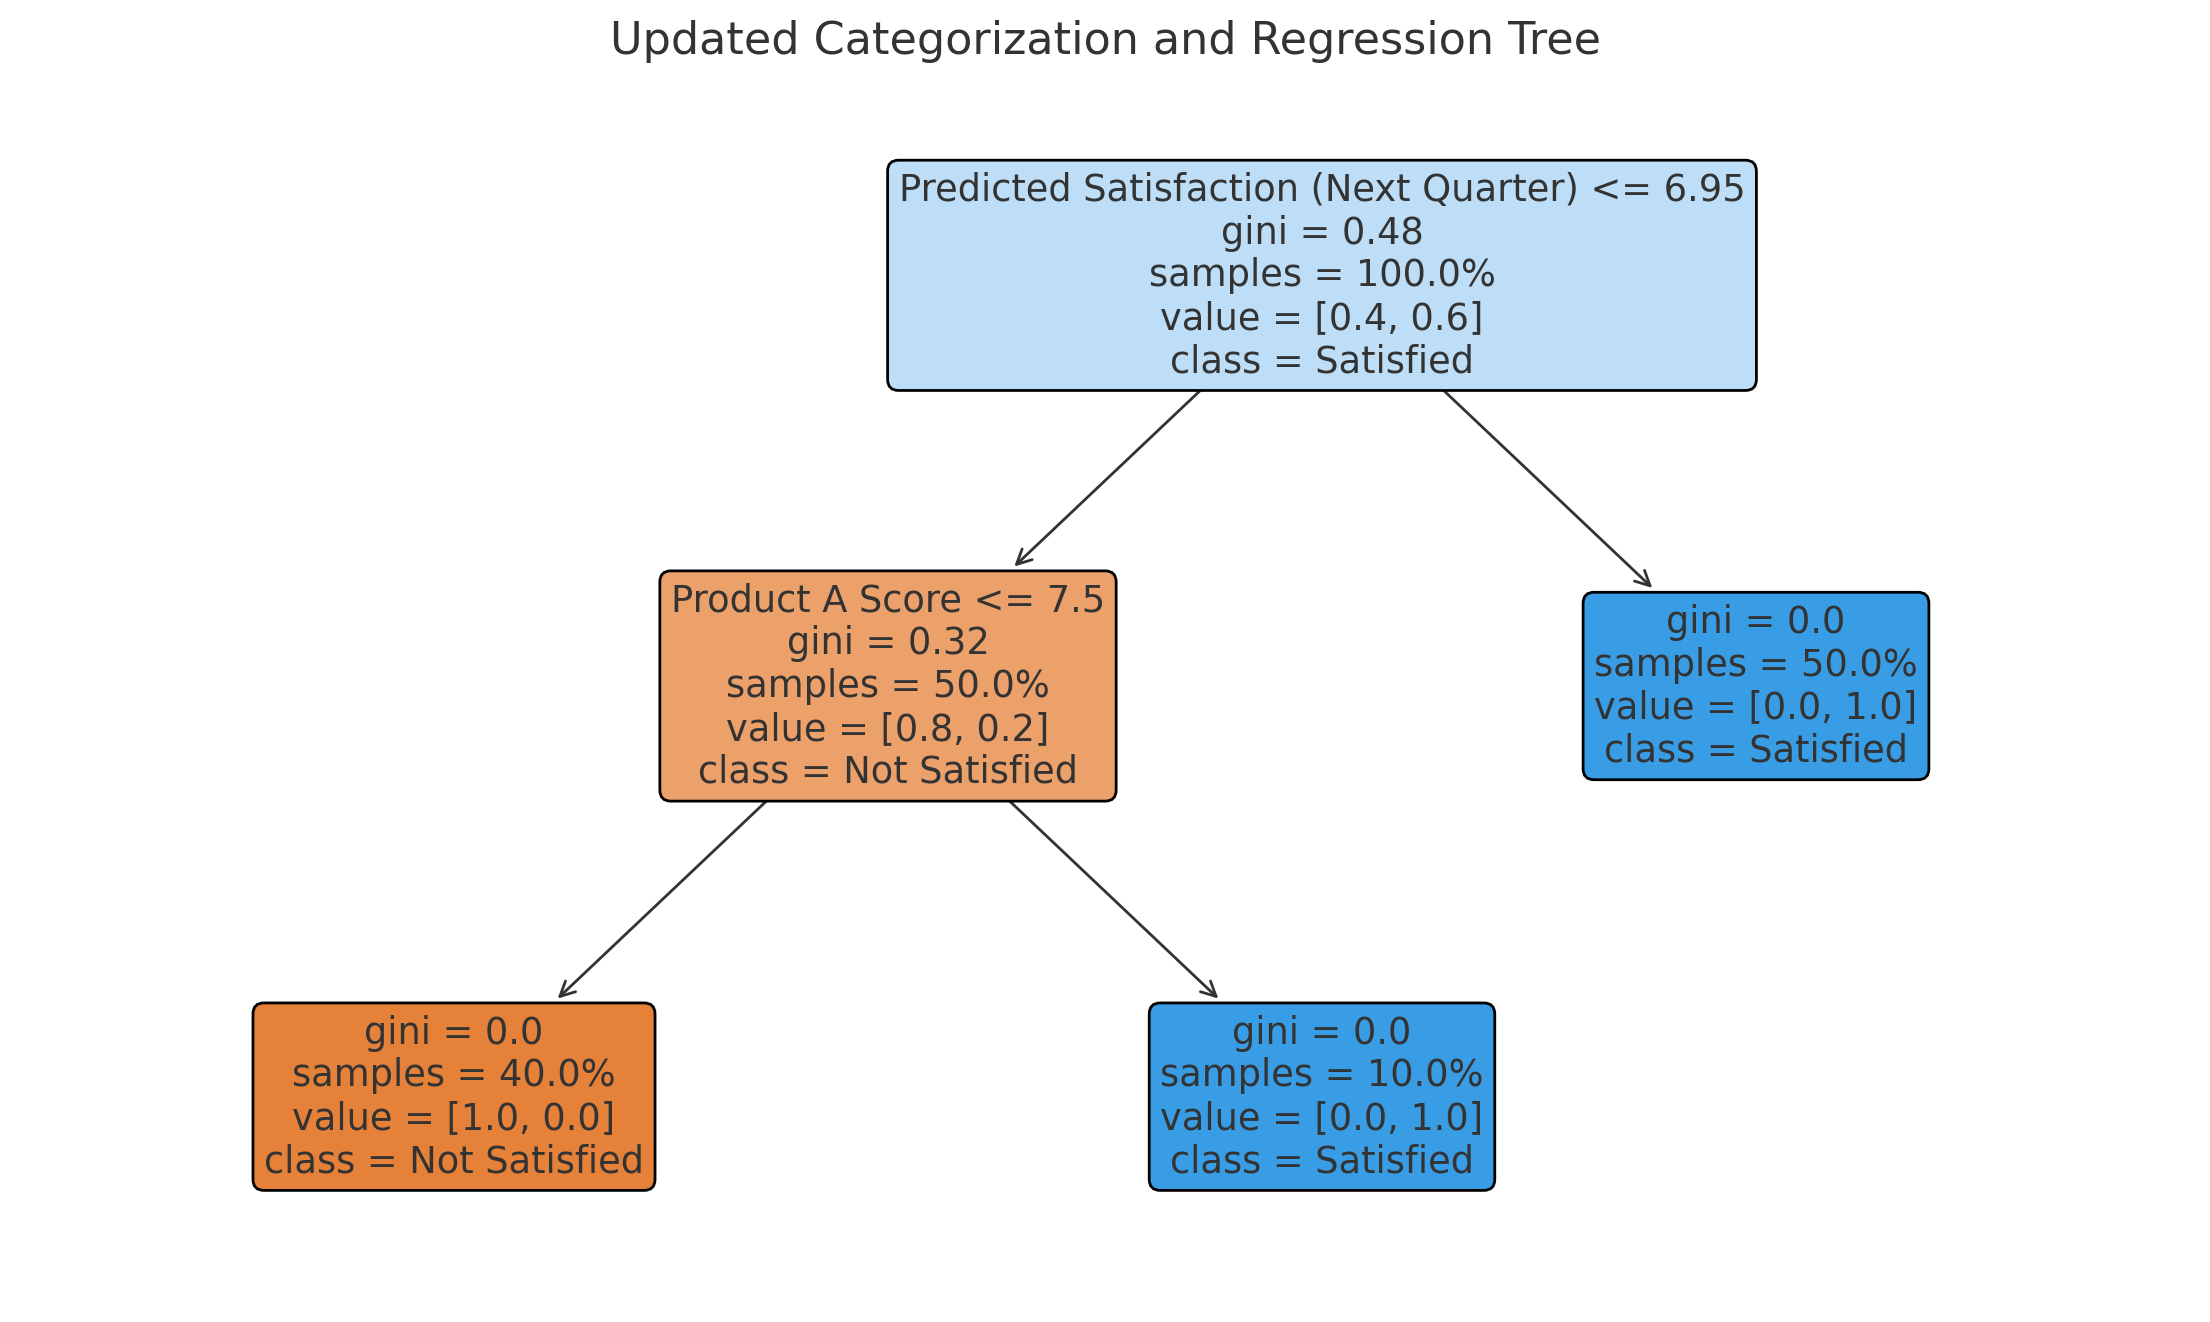 Updated Categorization and Regression Tree
Predicted Satisfaction (Next Quarter) <= 6.95
gini = 0.48
samples = 100.0%
value = [0.4, 0.6]
class = Satisfied
Product A Score <= 7.5
gini = 0.32
samples = 50.0%
value = [0.8, 0.2]
class = Not Satisfied
gini = 0.0
samples = 50.0%
value = [0.0, 1.0]
class = Satisfied
gini = 0.0
samples = 40.0%
value = [1.0, 0.0]
class = Not Satisfied
gini = 0.0
samples = 10.0%
value = [0.0, 1.0]
class = Satisfied